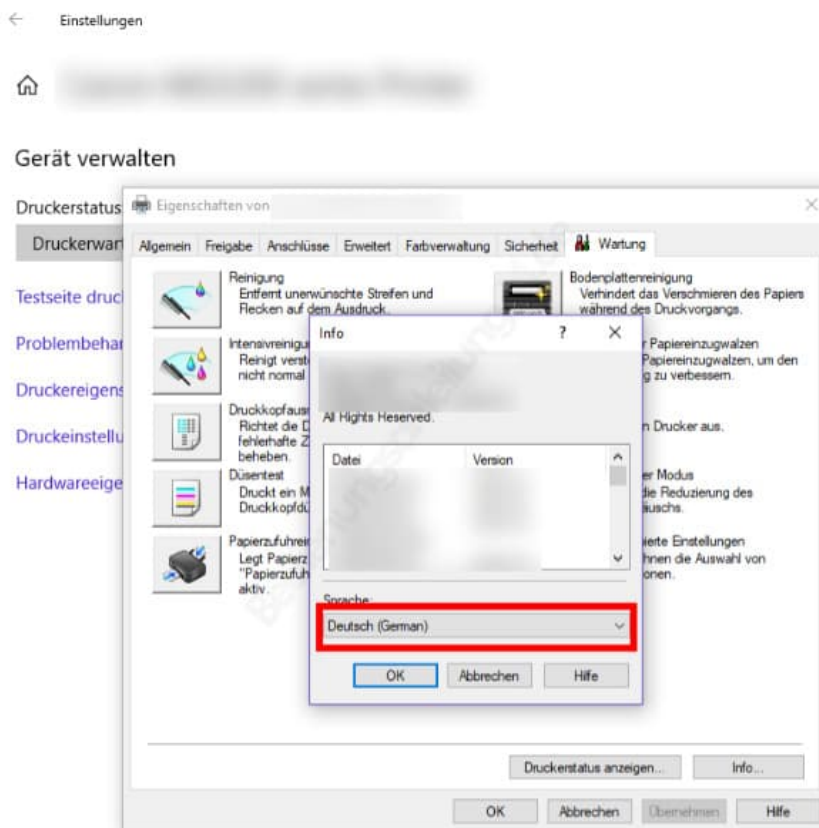 Einstellungen
Gerät verwalten
Druckerstatus
Druckerwar
Testseite druc
Problembehar
Druckereigens
Druckeinstellu
Hardwareeige
Eigenschaften von
Allgemein Freigabe Anschlüsse Erweitert Farbverwaltung Sicherheit Wartung
Reinigung
Entfernt unerwünschte Streifen und
Flecken auf dem Ausdruck.
Bodenplattenreinigung
Verhindert das Verschmieren des Papiers
während des Druckvorgangs.
Intensivreinigu
Reinigt verst
nicht normal
r Papiereinzugwalzen
Papiereinzugwalzen, um den
g zu verbessern.
Druckkopfausr
Richtet die D
fehlerhafte Z
beheben.
n Drucker aus.
Düsentest
Druckt ein M
Druckkopfdü
er Modus
die Reduzierung des
äuschs.
Papierzufuhrein
Legt Papierz
"Papierzufuh
aktiv.
ierte Einstellungen
hnen die Auswahl von
onen.
Info ?
All Rights Reserved.
Datei Version
Sprache:
Deutsch (German)
OK Abbrechen Hilfe
Druckerstatus anzeigen... Info...
OK Abbrechen Übernehmen Hilfe